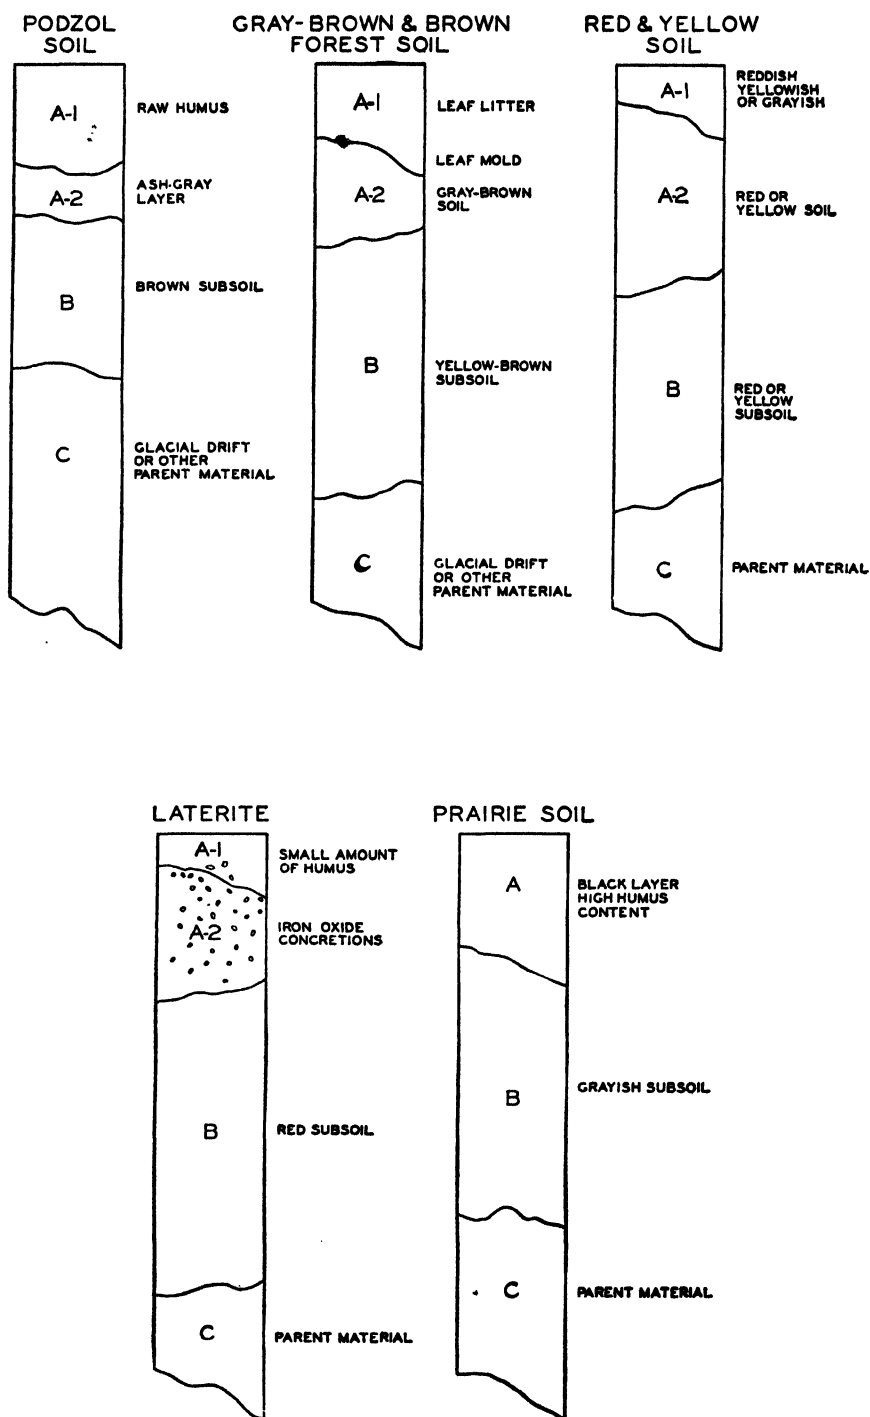 PODZOL
SOIL
A-1
RAW HUMUS
A-2
ASH-GRAY
LAYER
B
BROWN SUBSOIL
C
GLACIAL DRIFT
OR OTHER
PARENT MATERIAL
GRAY-BROWN & BROWN
FOREST SOIL
A-1
LEAF LITTER
LEAF MOLD
A-2
GRAY-BROWN
SOIL
B
YELLOW-BROWN
SUBSOIL
C
GLACIAL DRIFT
OR OTHER
PARENT MATERIAL
RED & YELLOW
SOIL
A-1
REDDISH
YELLOWISH
OR GRAYISH
A-2
RED OR
YELLOW SOIL
B
RED OR
YELLOW
SUBSOIL
C
PARENT MATERIAL
LATERITE
A-1
SMALL AMOUNT
OF HUMUS
A-2
IRON OXIDE
CONCRETIONS
B
RED SUBSOIL
C
PARENT MATERIAL
PRAIRIE SOIL
A
BLACK LAYER
HIGH HUMUS
CONTENT
B
GRAYISH SUBSOIL
C
PARENT MATERIAL